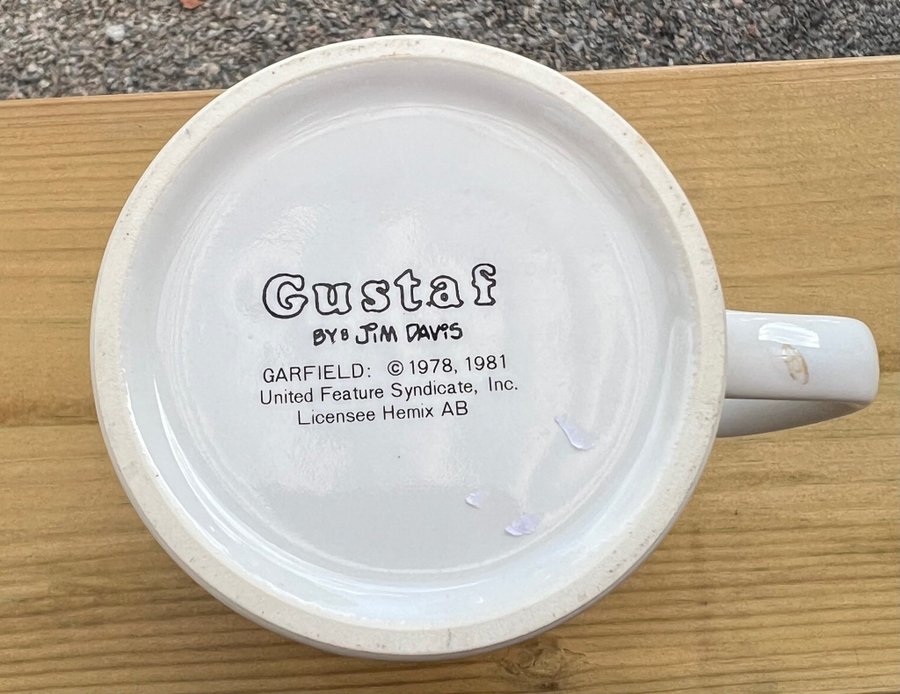 Gustaf
BY: JIM DAVIS
GARFIELD: © 1978, 1981
United Feature Syndicate, Inc.
Licensee Hemix AB